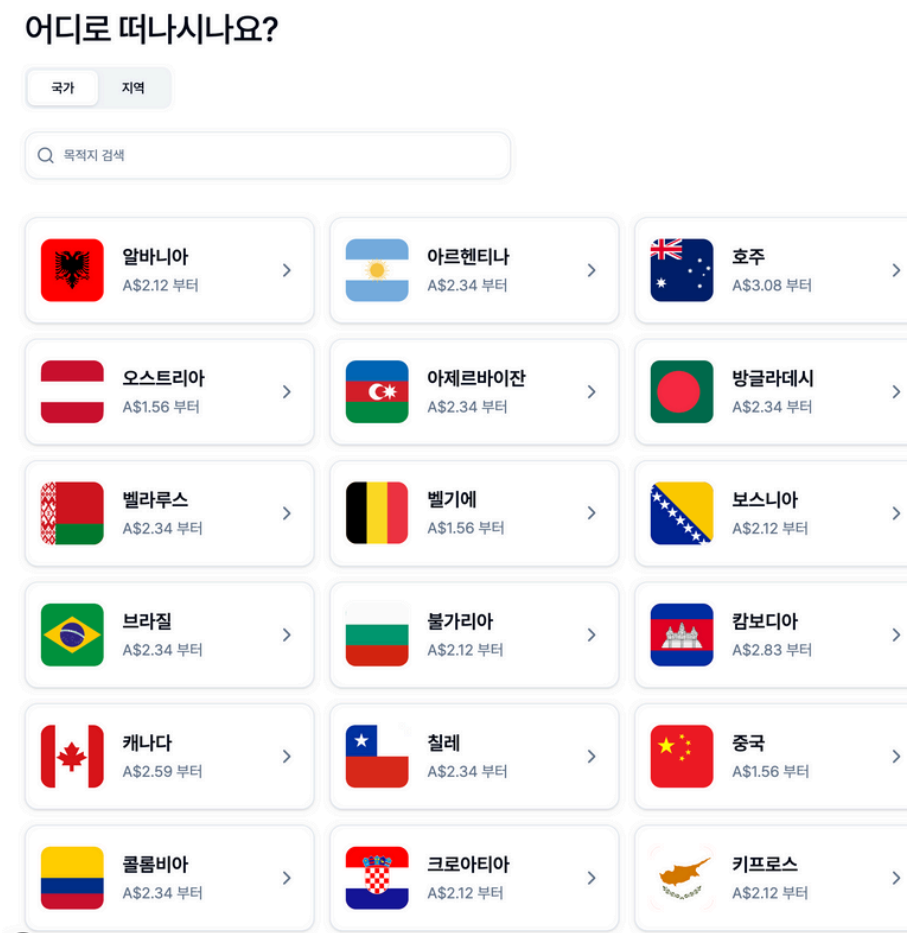 어디로 떠나시나요?
국가 지역
목적지 검색
알바니아
A$2.12 부터
아르헨티나
A$2.34 부터
호주
A$3.08 부터
오스트리아
A$1.56 부터
아제르바이잔
A$2.34 부터
방글라데시
A$2.34 부터
벨라루스
A$2.34 부터
벨기에
A$1.56 부터
보스니아
A$2.12 부터
브라질
A$2.34 부터
불가리아
A$2.12 부터
캄보디아
A$2.83 부터
캐나다
A$2.59 부터
칠레
A$2.34 부터
중국
A$1.56 부터
콜롬비아
A$2.34 부터
크로아티아
A$2.12 부터
키프로스
A$2.12 부터